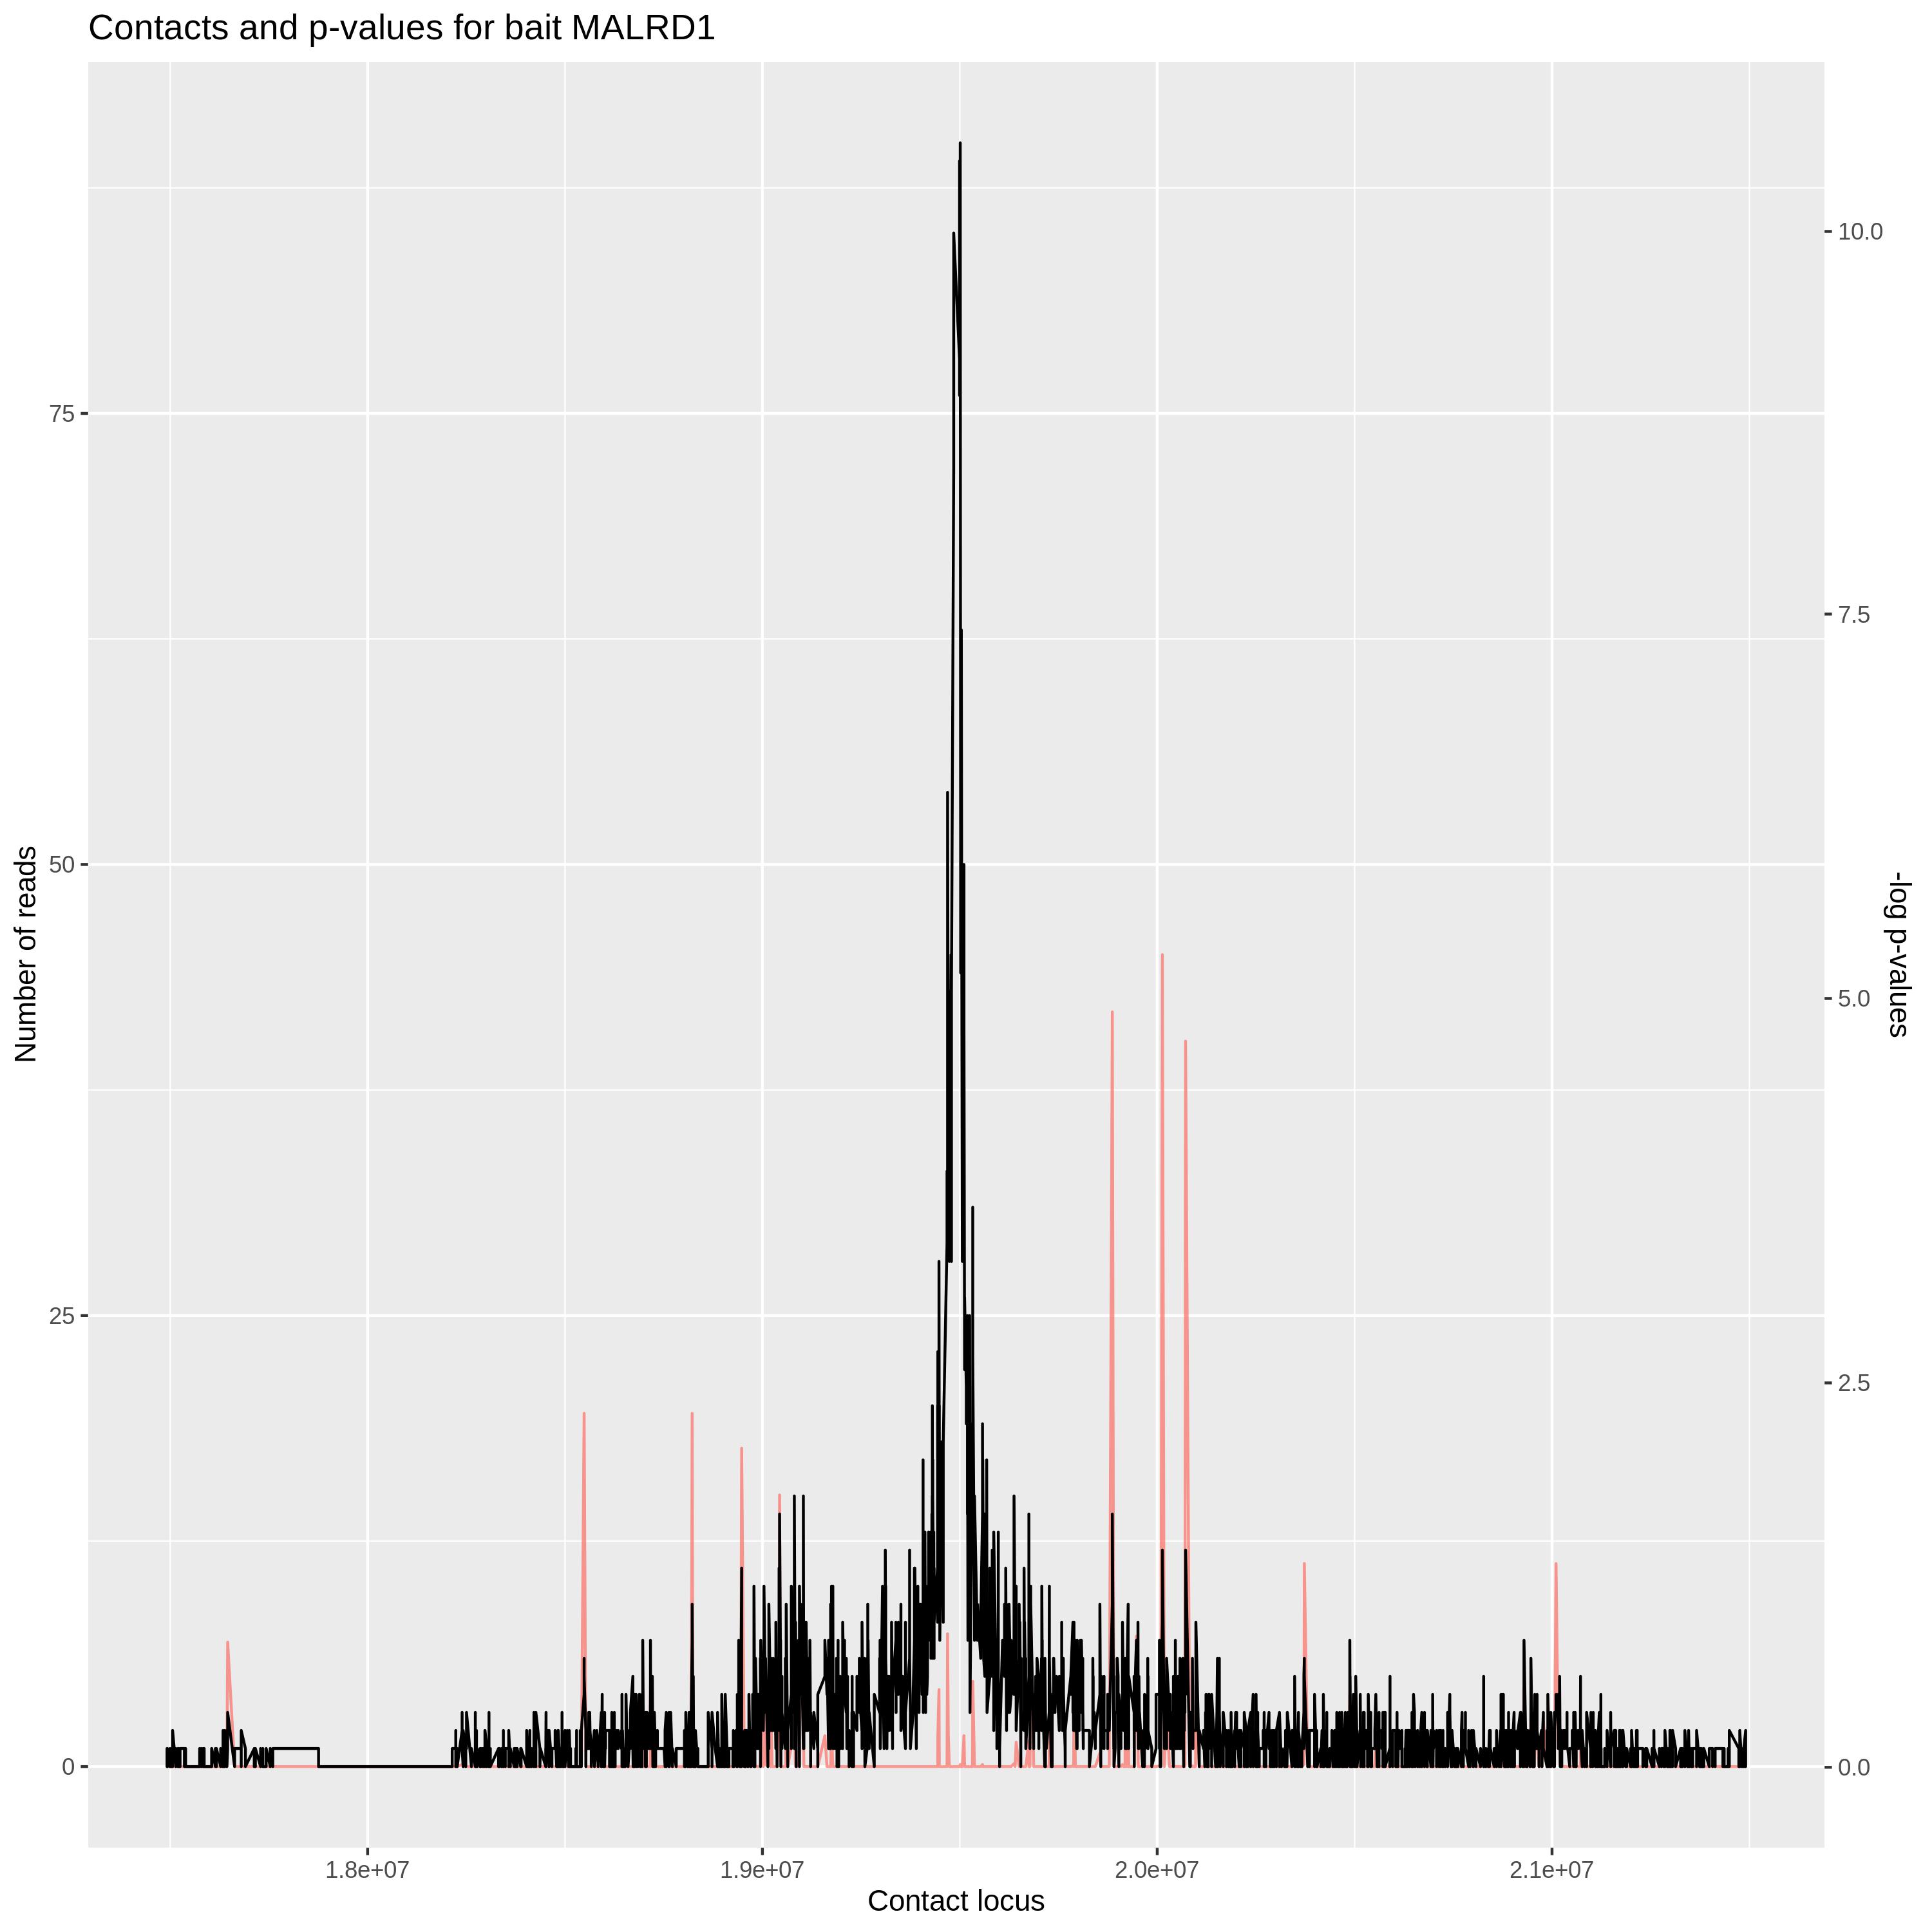 Contacts and p-values for bait MALRD1
Number of reads
75
50
25
0
10.0
7.5
5.0
2.5
0.0
-log p-values
1.8e+07
1.9e+07
2.0e+07
2.1e+07
Contact locus